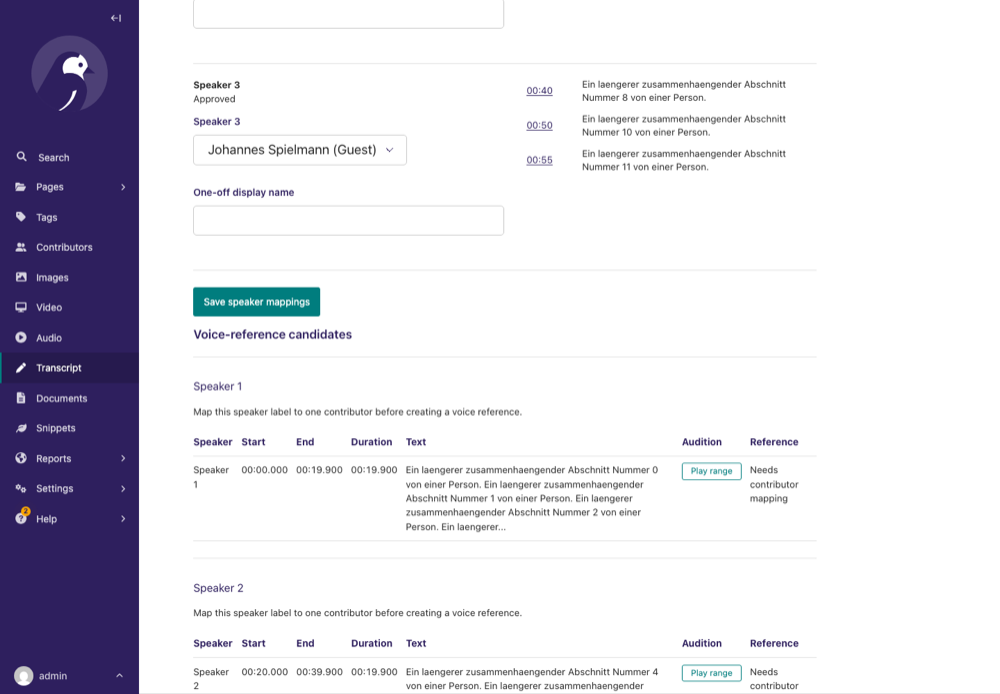 Search
Pages
Tags
Contributors
Images
Video
Audio
Transcript
Documents
Snippets
Reports
Settings
2
Help
admin
Speaker 3
Approved
Speaker 3
Johannes Spielmann (Guest)
One-off display name
00:40 Ein laengerer zusammenhaengender Abschnitt
Nummer 8 von einer Person.
00:50 Ein laengerer zusammenhaengender Abschnitt
Nummer 10 von einer Person.
00:55 Ein laengerer zusammenhaengender Abschnitt
Nummer 11 von einer Person.
Save speaker mappings
Voice-reference candidates
Speaker 1
Map this speaker label to one contributor before creating a voice reference.
Speaker Start End Duration Text Audition Reference
Speaker 1 00:00.000 00:19.900 00:19.900 Ein laengerer zusammenhaengender Abschnitt Nummer 0
von einer Person. Ein laengerer zusammenhaengender
Abschnitt Nummer 1 von einer Person. Ein laengerer
zusammenhaengender Abschnitt Nummer 2 von einer
Person. Ein laengerer...
Play range
Needs
contributor
mapping
Speaker 2
Map this speaker label to one contributor before creating a voice reference.
Speaker Start End Duration Text Audition Reference
Speaker 2 00:20.000 00:39.900 00:19.900 Ein laengerer zusammenhaengender Abschnitt Nummer 4
von einer Person. Ein laengerer zusammenhaengender
Play range
Needs
contributor